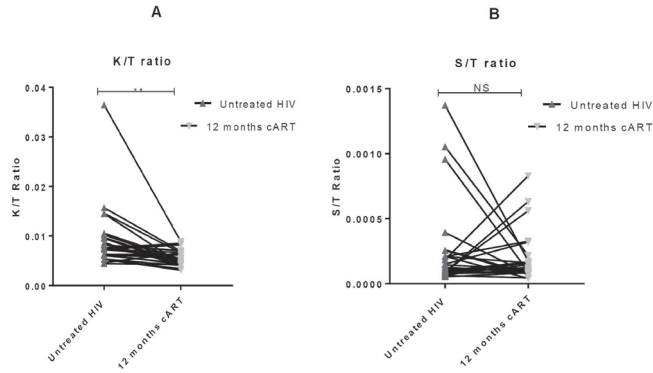 A
K/T ratio
0.04
0.03
0.02
0.01
0.00
K/T Ratio
**
Untreated HIV
12 months cART
Untreated HIV
12 months cART
B
S/T ratio
0.0015
0.0010
0.0005
0.0000
S/T Ratio
NS
Untreated HIV
12 months cART
Untreated HIV
12 months cART